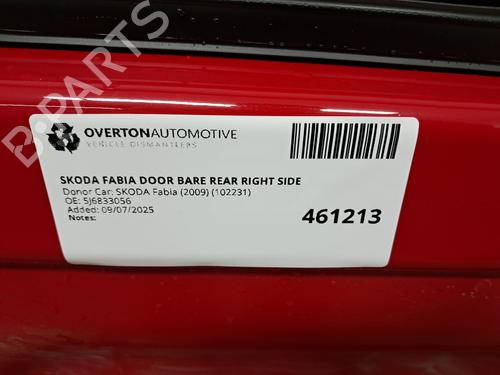 B-PARTS
OVERTONAUTOMOTIVE
VEHICLE DISMANTLERS
SKODA FABIA DOOR BARE REAR RIGHT SIDE
Donor Car: SKODA Fabia (2009) (102231)
OE: 5J6833056
Added: 09/07/2025
Notes:
461213